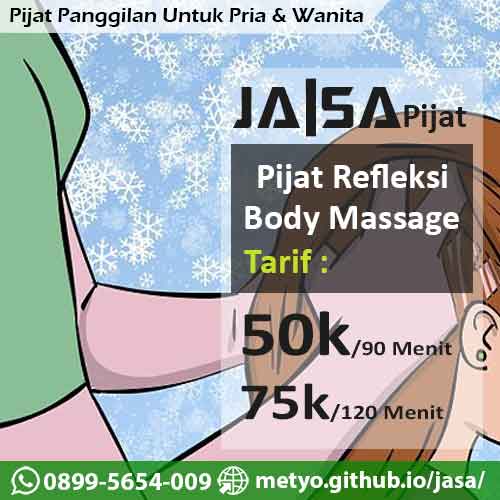 Pijat Panggilan Untuk Pria & Wanita
JA|SA Pijat
Pijat Refleksi
Body Massage
Tarif :
50k/90 Menit
75k/120 Menit
0899-5654-009 metyo.github.io/jasa/